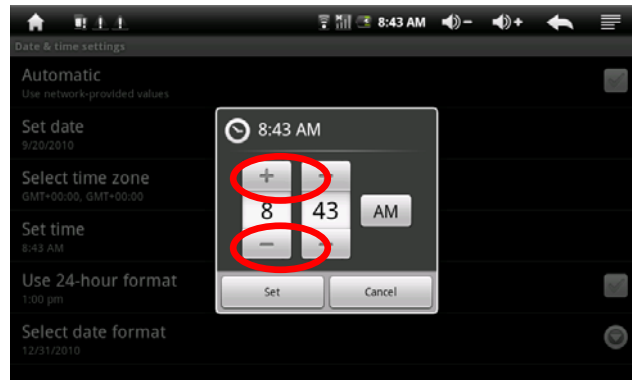 8:43 AM
Date & time settings
Automatic
Use network-provided values
Set date
9/20/2010
Select time zone
GMT+00:00, GMT+00:00
Set time
8:43 AM
Use 24-hour format
1:00 pm
Select date format
12/31/2010
8:43 AM
+ +
8 43 AM
− −
Set Cancel